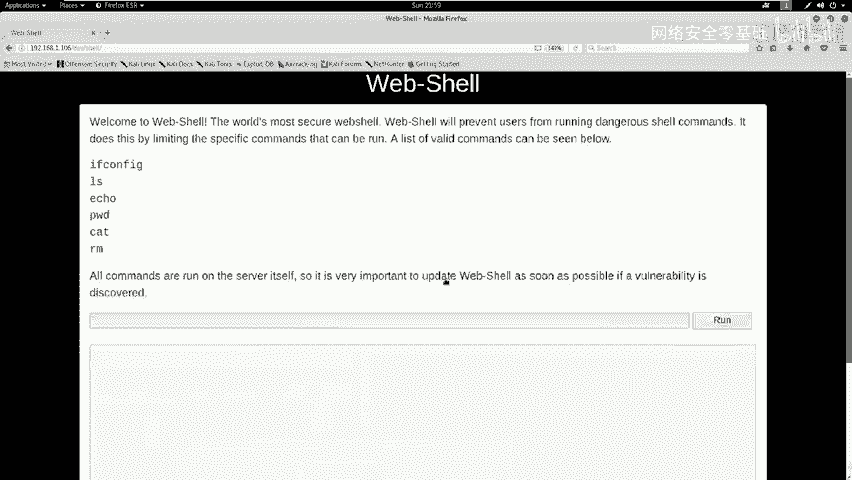 Applications Places Firefox ESR Sun 21:59
Web-Shell - Mozilla Firefox
网络安全零基础
Web-Shell
192.168.1.106
Search
Most Visited Offensive Security Kali Linux Kali Docs Kali Tools Exploit DB Aircrack-ng Kali Forums NetHunter Getting Started
Web-Shell
Welcome to Web-Shell! The world's most secure webshell. Web-Shell will prevent users from running dangerous shell commands. It
does this by limiting the specific commands that can be run. A list of valid commands can be seen below.
ifconfig
ls
echo
pwd
cat
rm
All commands are run on the server itself, so it is very important to update Web-Shell as soon as possible if a vulnerability is
discovered.
Run